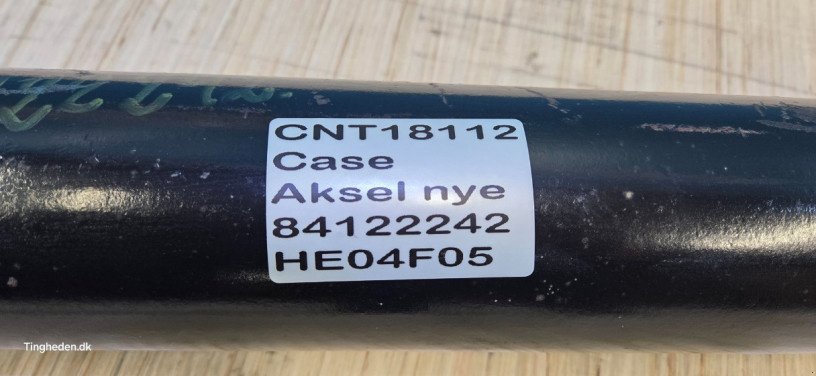 CNT18112
Case
Aksel nye
84122242
HE04F05
Tingheden.dk